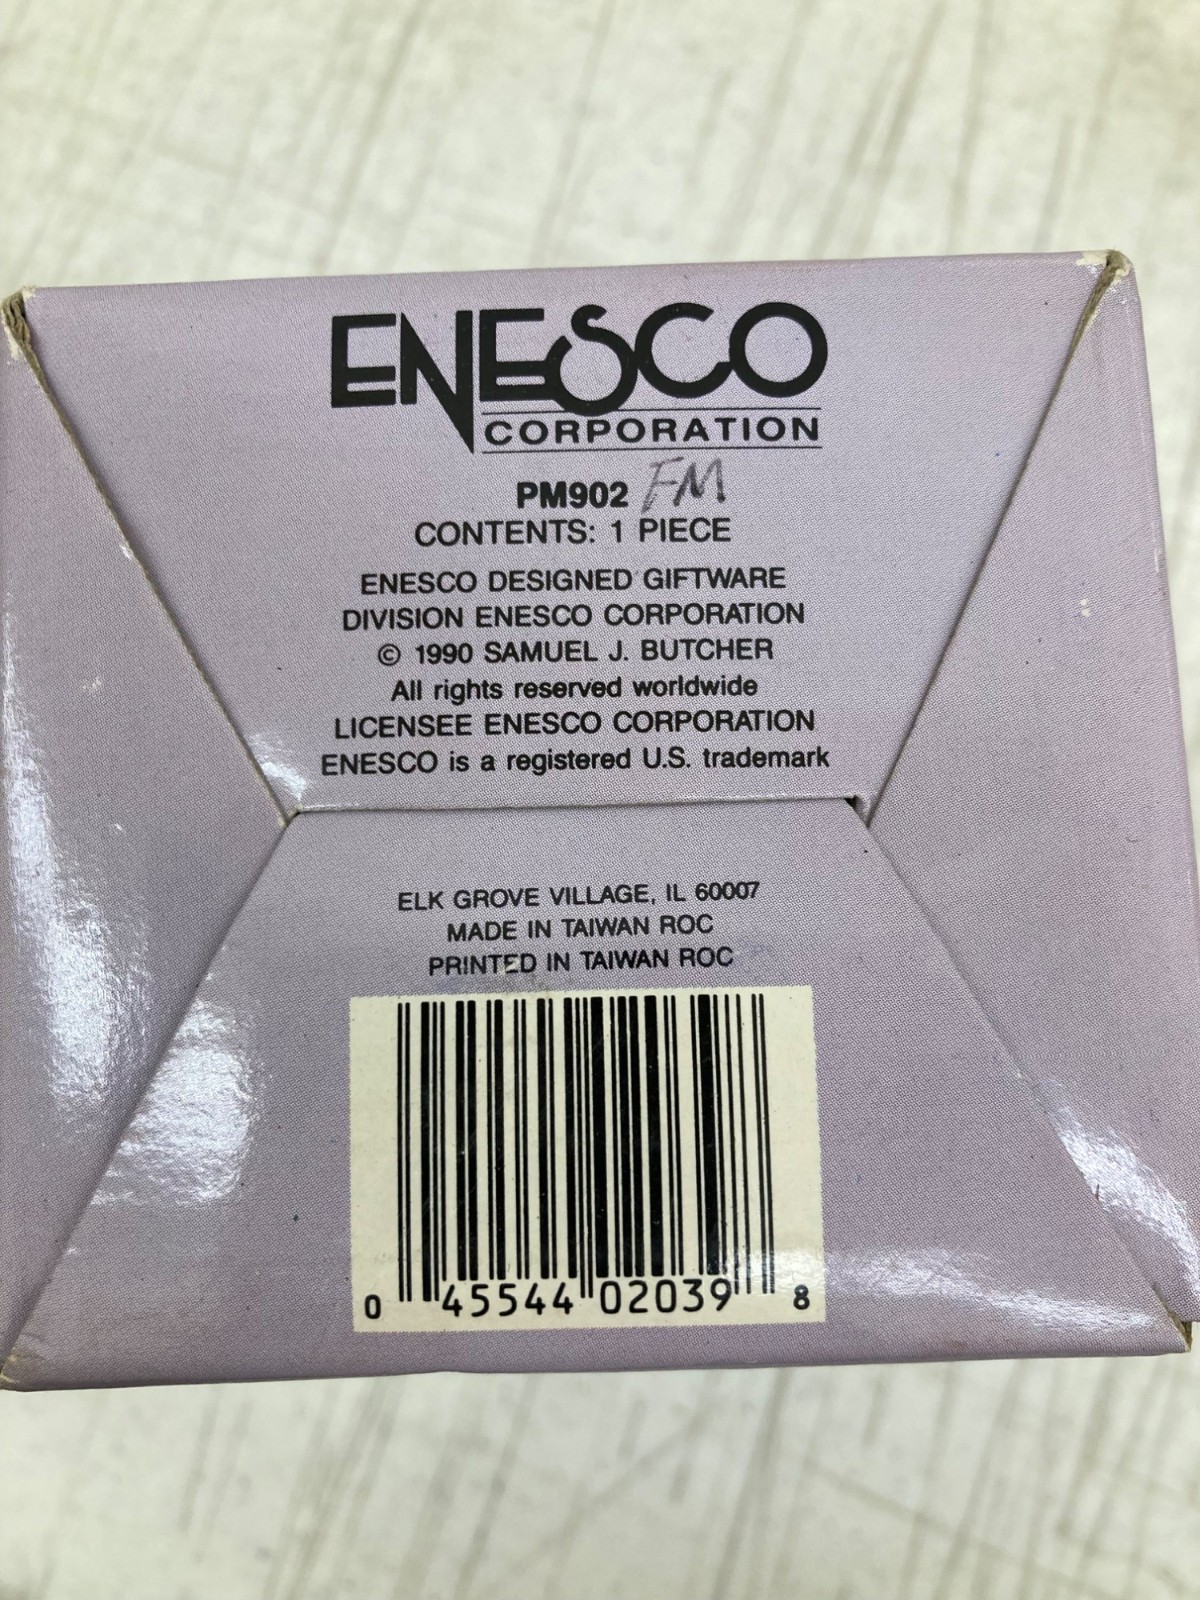 ENESCO
CORPORATION
PM902 FM
CONTENTS: 1 PIECE
ENESCO DESIGNED GIFTWARE
DIVISION ENESCO CORPORATION
© 1990 SAMUEL J. BUTCHER
All rights reserved worldwide
LICENSEE ENESCO CORPORATION
ENESCO is a registered U.S. trademark
ELK GROVE VILLAGE, IL 60007
MADE IN TAIWAN ROC
PRINTED IN TAIWAN ROC
0 45544 02039 8